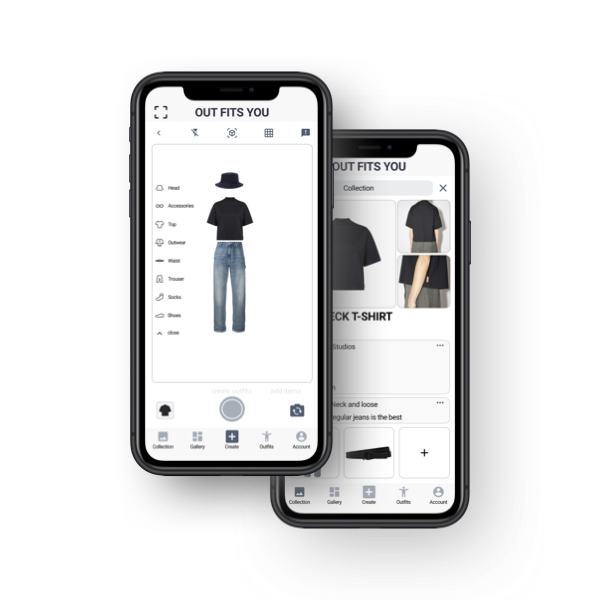 OUT FITS YOU
Head
Accessories
Top
Outwear
Waist
Trouser
Socks
Shoes
close
create outfits
add items
Collection
Gallery
Create
Outfits
Account
OUT FITS YOU
Collection
ECK T-SHIRT
Studios
Neck and loose
egular jeans is the best
Collection
Gallery
Create
Outfits
Account